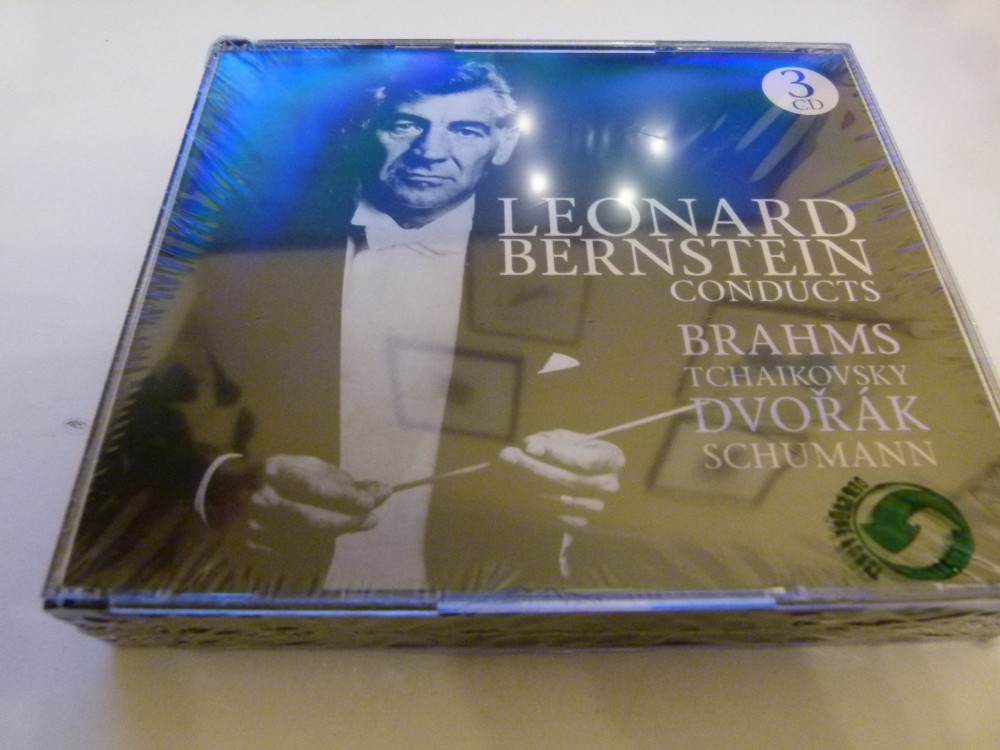 3
CD
LEONARD
BERNSTEIN
CONDUCTS
BRAHMS
TCHAIKOVSKY
DVOŘÁK
SCHUMANN